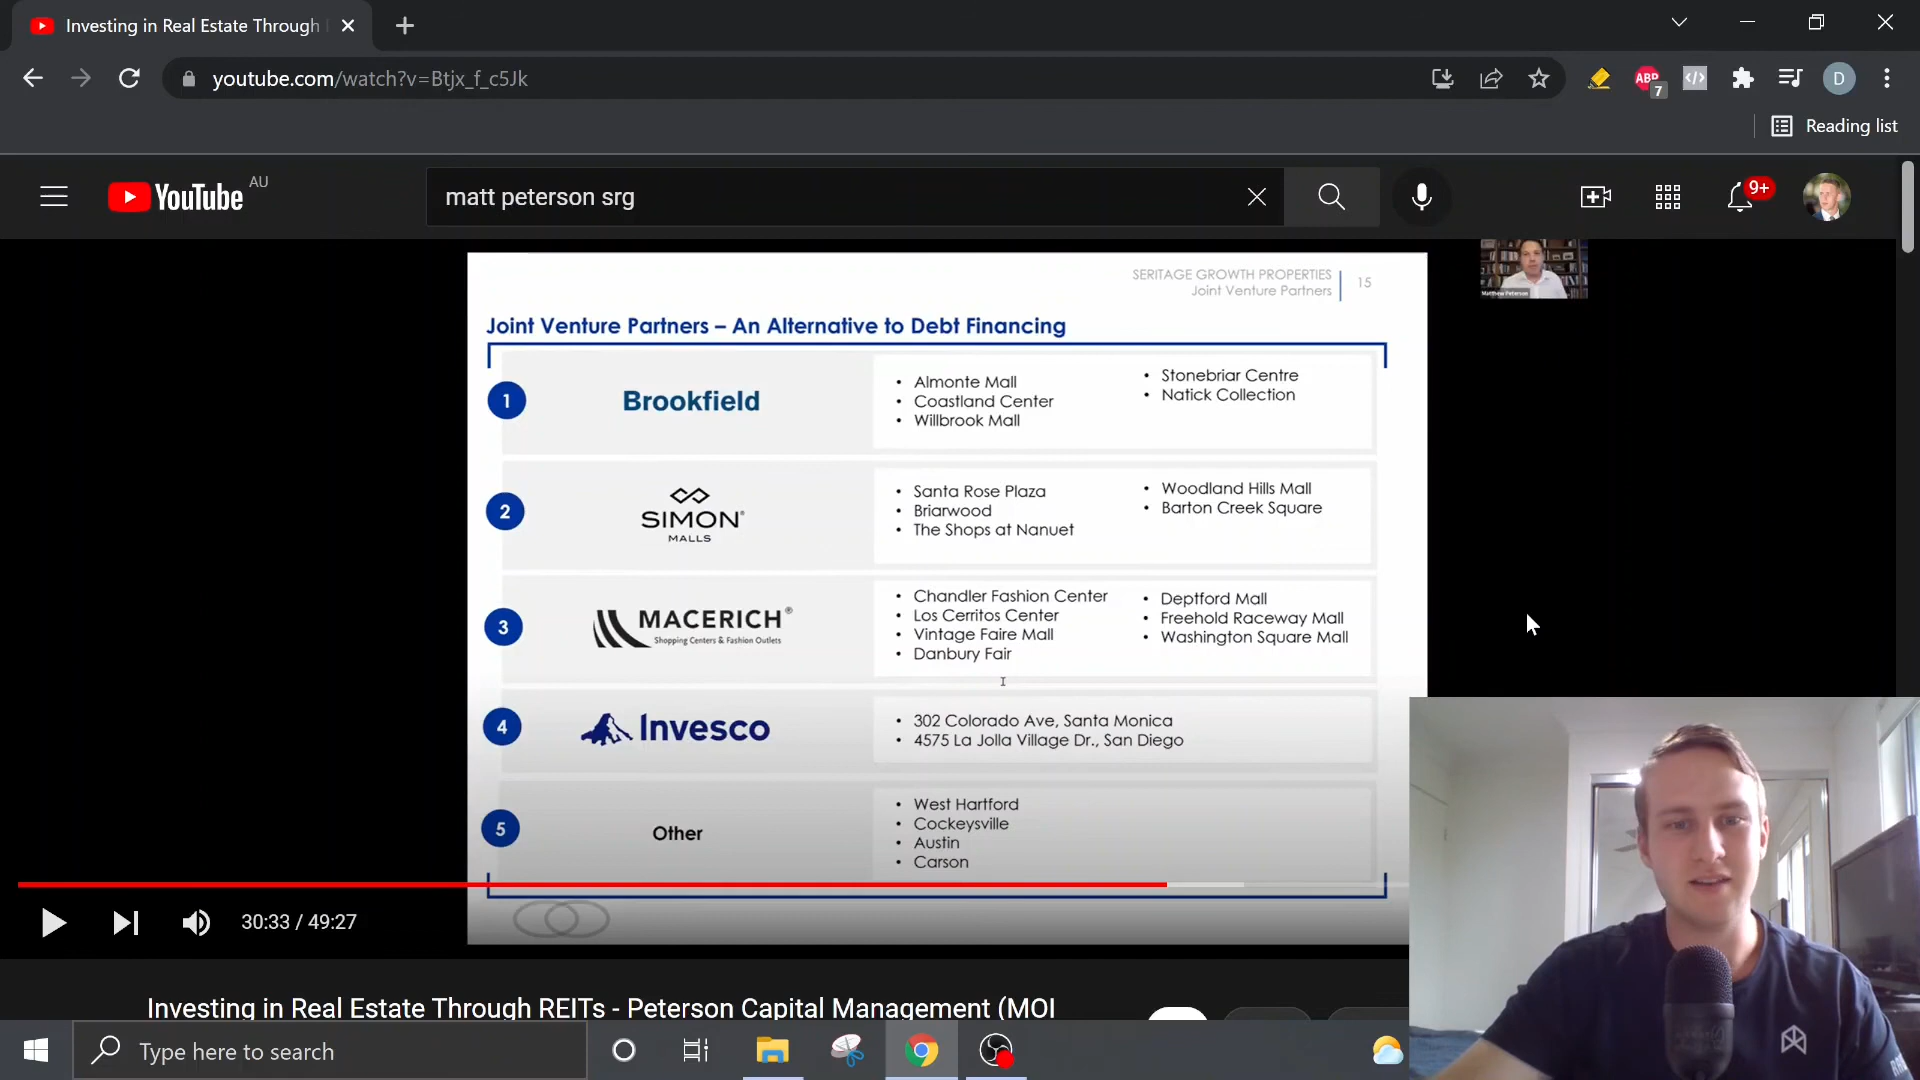 Investing in Real Estate Through
youtube.com/watch?v=Btjx_f_c5Jk
ABP
7
D
Reading list
YouTube
AU
matt peterson srg
9+
SERITAGE GROWTH PROPERTIES
Joint Venture Partners
15
Matthew Peterson
Joint Venture Partners – An Alternative to Debt Financing
1
Brookfield
• Almonte Mall
• Coastland Center
• Willbrook Mall
• Stonebriar Centre
• Natick Collection
2
SIMON®
MALLS
• Santa Rose Plaza
• Briarwood
• The Shops at Nanuet
• Woodland Hills Mall
• Barton Creek Square
3
MACERICH®
Shopping Centers & Fashion Outlets
• Chandler Fashion Center
• Los Cerritos Center
• Vintage Faire Mall
• Danbury Fair
• Deptford Mall
• Freehold Raceway Mall
• Washington Square Mall
4
Invesco
• 302 Colorado Ave, Santa Monica
• 4575 La Jolla Village Dr., San Diego
5
Other
• West Hartford
• Cockeysville
• Austin
• Carson
30:33 / 49:27
Investing in Real Estate Through REITs - Peterson Capital Management (MOI
Type here to search